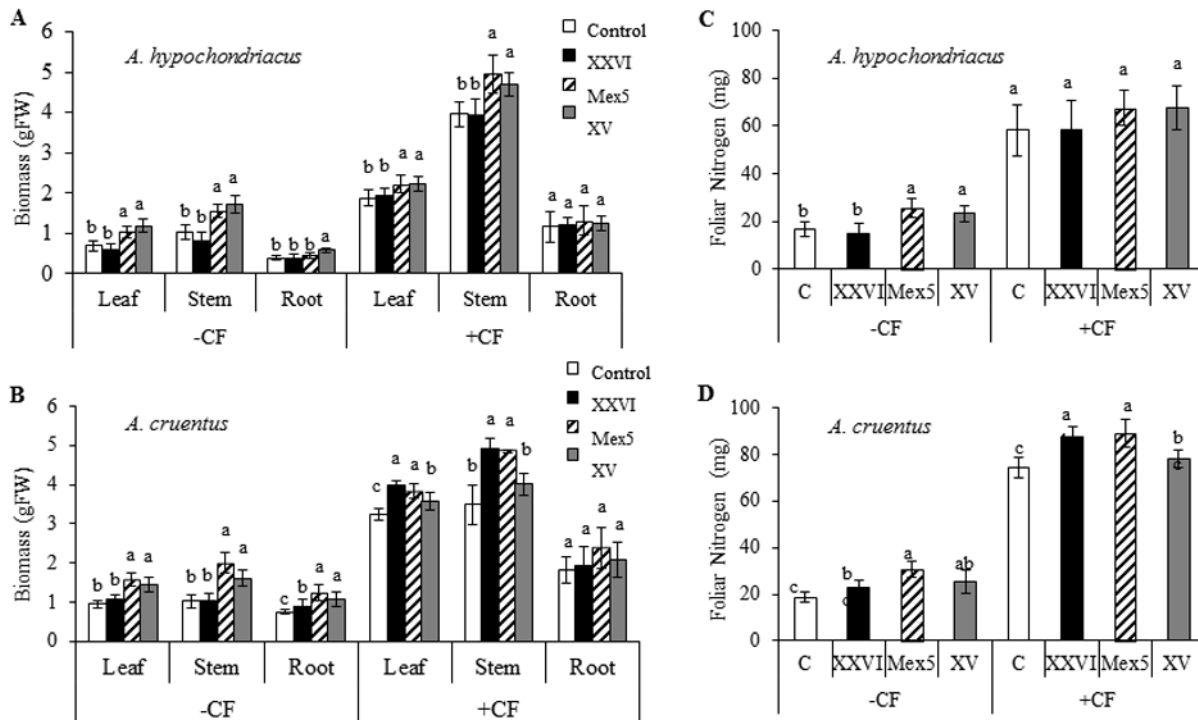 A
A. hypochondriacus
Control
XXVI
Mex5
XV
Biomass (gFW)
6
5
4
3
2
1
0
b b a a
b b a a
b b b a
b b a a
b b a a
a a a a
Leaf Stem Root Leaf Stem Root
-CF +CF
B
A. cruentus
Control
XXVI
Mex5
XV
Biomass (gFW)
6
5
4
3
2
1
0
b b a a
b b a a
c b a a
c a a b
b a a b
a a a a
Leaf Stem Root Leaf Stem Root
-CF +CF
C
A. hypochondriacus
Foliar Nitrogen (mg)
100
80
60
40
20
0
b b a a a a a a
C XXVI Mex5 XV C XXVI Mex5 XV
-CF +CF
D
A. cruentus
Foliar Nitrogen (mg)
100
80
60
40
20
0
c b c a ab c a a b c
C XXVI Mex5 XV C XXVI Mex5 XV
-CF +CF